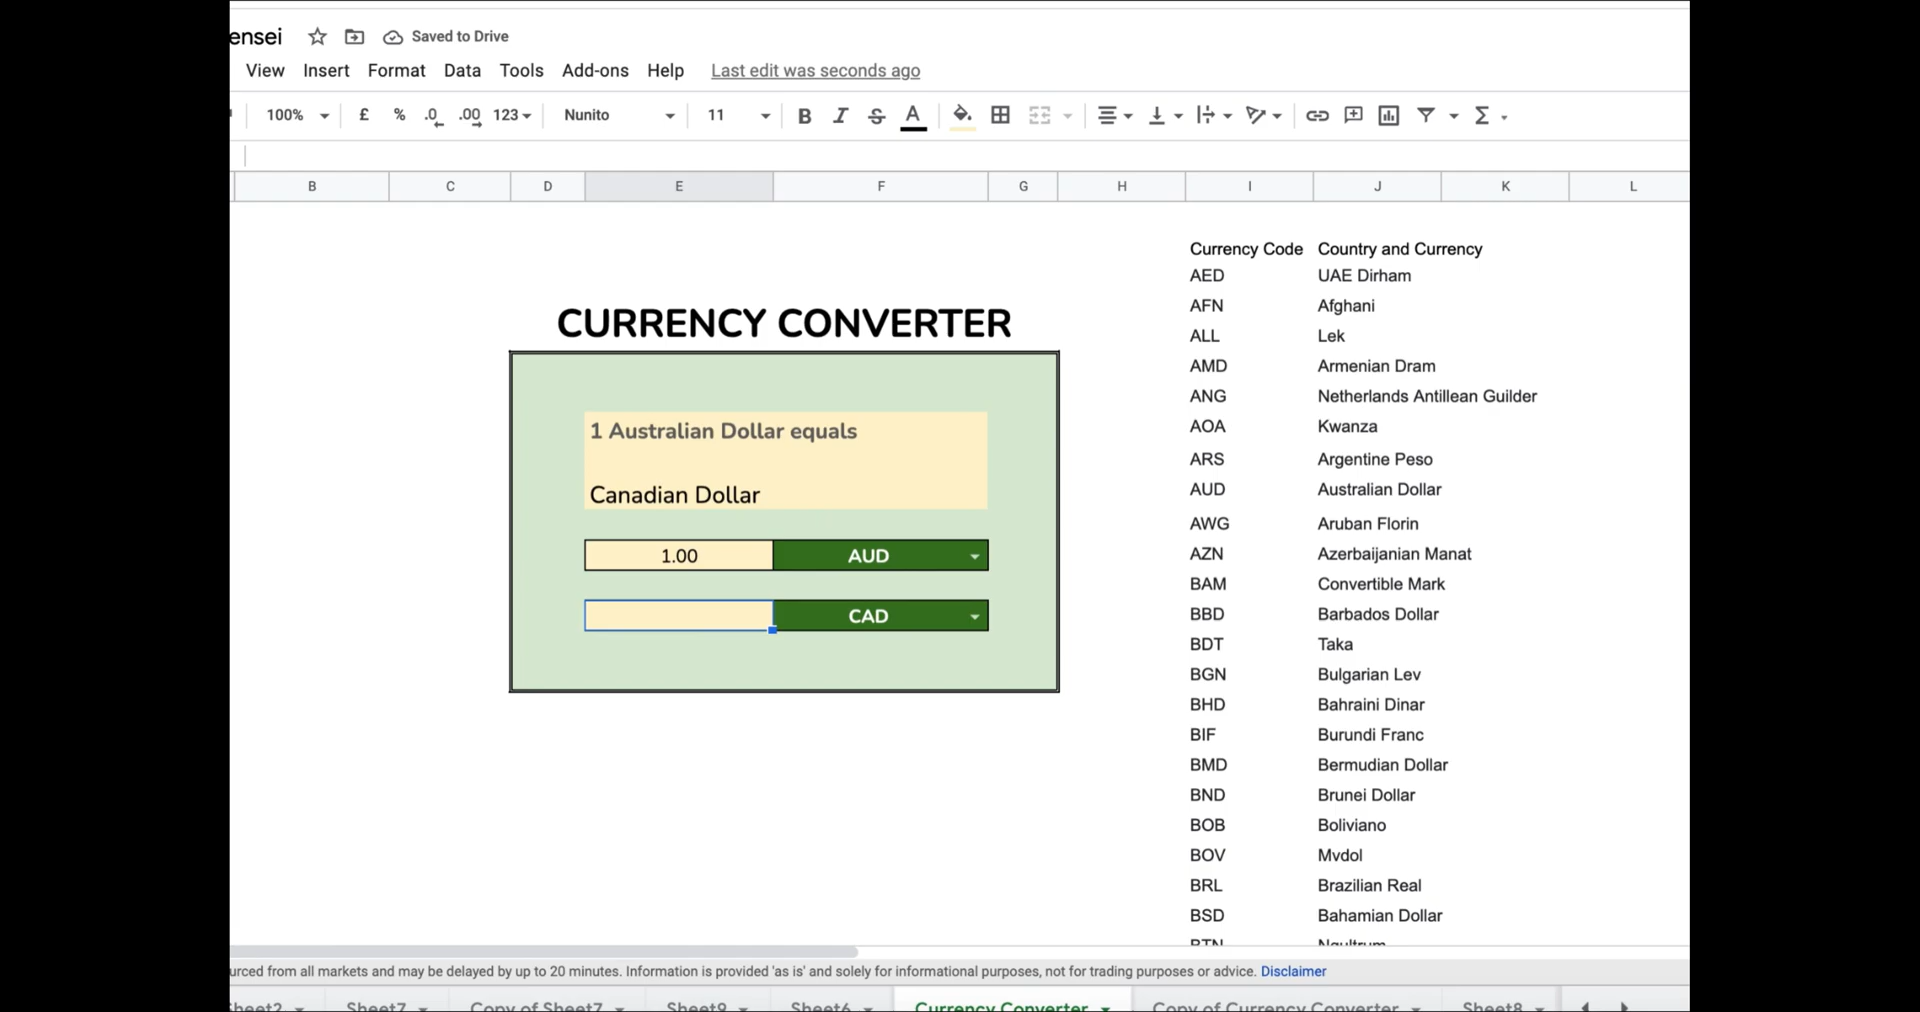 ensei Saved to Drive
View Insert Format Data Tools Add-ons Help Last edit was seconds ago
100% £ % .0 .00 123 Nunito 11 B I S A Σ
B C D E F G H I J K L
Currency Code Country and Currency
AED UAE Dirham
AFN Afghani
CURRENCY CONVERTER
ALL Lek
AMD Armenian Dram
ANG Netherlands Antillean Guilder
1 Australian Dollar equals
AOA Kwanza
ARS Argentine Peso
Canadian Dollar
AUD Australian Dollar
AWG Aruban Florin
1.00 AUD
AZN Azerbaijanian Manat
BAM Convertible Mark
CAD
BBD Barbados Dollar
BDT Taka
BGN Bulgarian Lev
BHD Bahraini Dinar
BIF Burundi Franc
BMD Bermudian Dollar
BND Brunei Dollar
BOB Boliviano
BOV Mvdol
BRL Brazilian Real
BSD Bahamian Dollar
BTN Ngultrum
urced from all markets and may be delayed by up to 20 minutes. Information is provided 'as is' and solely for informational purposes, not for trading purposes or advice. Disclaimer
Sheet2 Sheet7 Copy of Sheet7 Sheet9 Sheet6 Currency Converter Copy of Currency Converter Sheet8